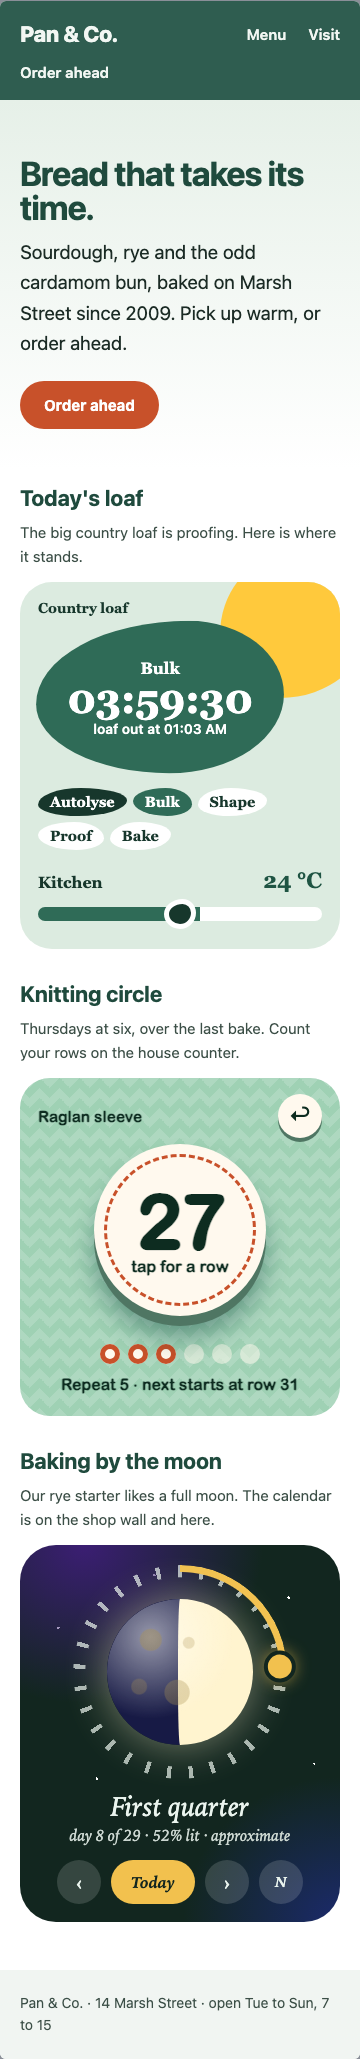 Pan & Co.
Menu
Visit
Order ahead
Bread that takes its
time.
Sourdough, rye and the odd
cardamom bun, baked on Marsh
Street since 2009. Pick up warm, or
order ahead.
Order ahead
Today's loaf
The big country loaf is proofing. Here is where
it stands.
Country loaf
Bulk
03:59:30
loaf out at 01:03 AM
Autolyse
Bulk
Shape
Proof
Bake
Kitchen
24 °C
Knitting circle
Thursdays at six, over the last bake. Count
your rows on the house counter.
Raglan sleeve
27
tap for a row
Repeat 5 · next starts at row 31
Baking by the moon
Our rye starter likes a full moon. The calendar
is on the shop wall and here.
First quarter
day 8 of 29 · 52% lit · approximate
‹
Today
›
N
Pan & Co. · 14 Marsh Street · open Tue to Sun, 7
to 15